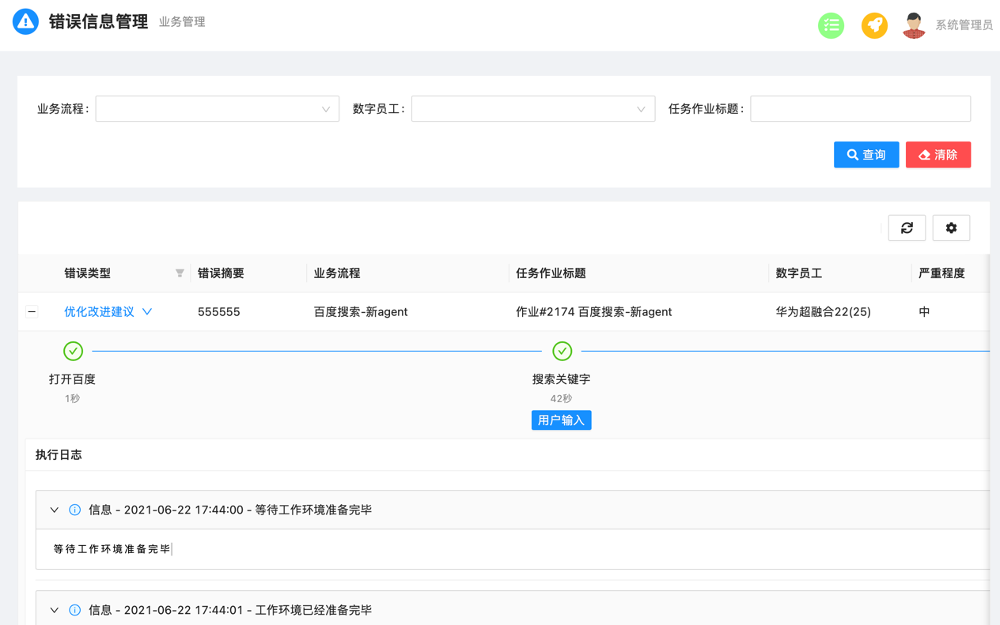 错误信息管理 业务管理 系统管理员
业务流程: 数字员工: 任务作业标题:
查询 清除
错误类型 错误摘要 业务流程 任务作业标题 数字员工 严重程度
优化改进建议 555555 百度搜索-新agent 作业#2174 百度搜索-新agent 华为超融合22(25) 中
打开百度 搜索关键字
1秒 42秒
用户输入
执行日志
信息 - 2021-06-22 17:44:00 - 等待工作环境准备完毕
等待工作环境准备完毕
信息 - 2021-06-22 17:44:01 - 工作环境已经准备完毕